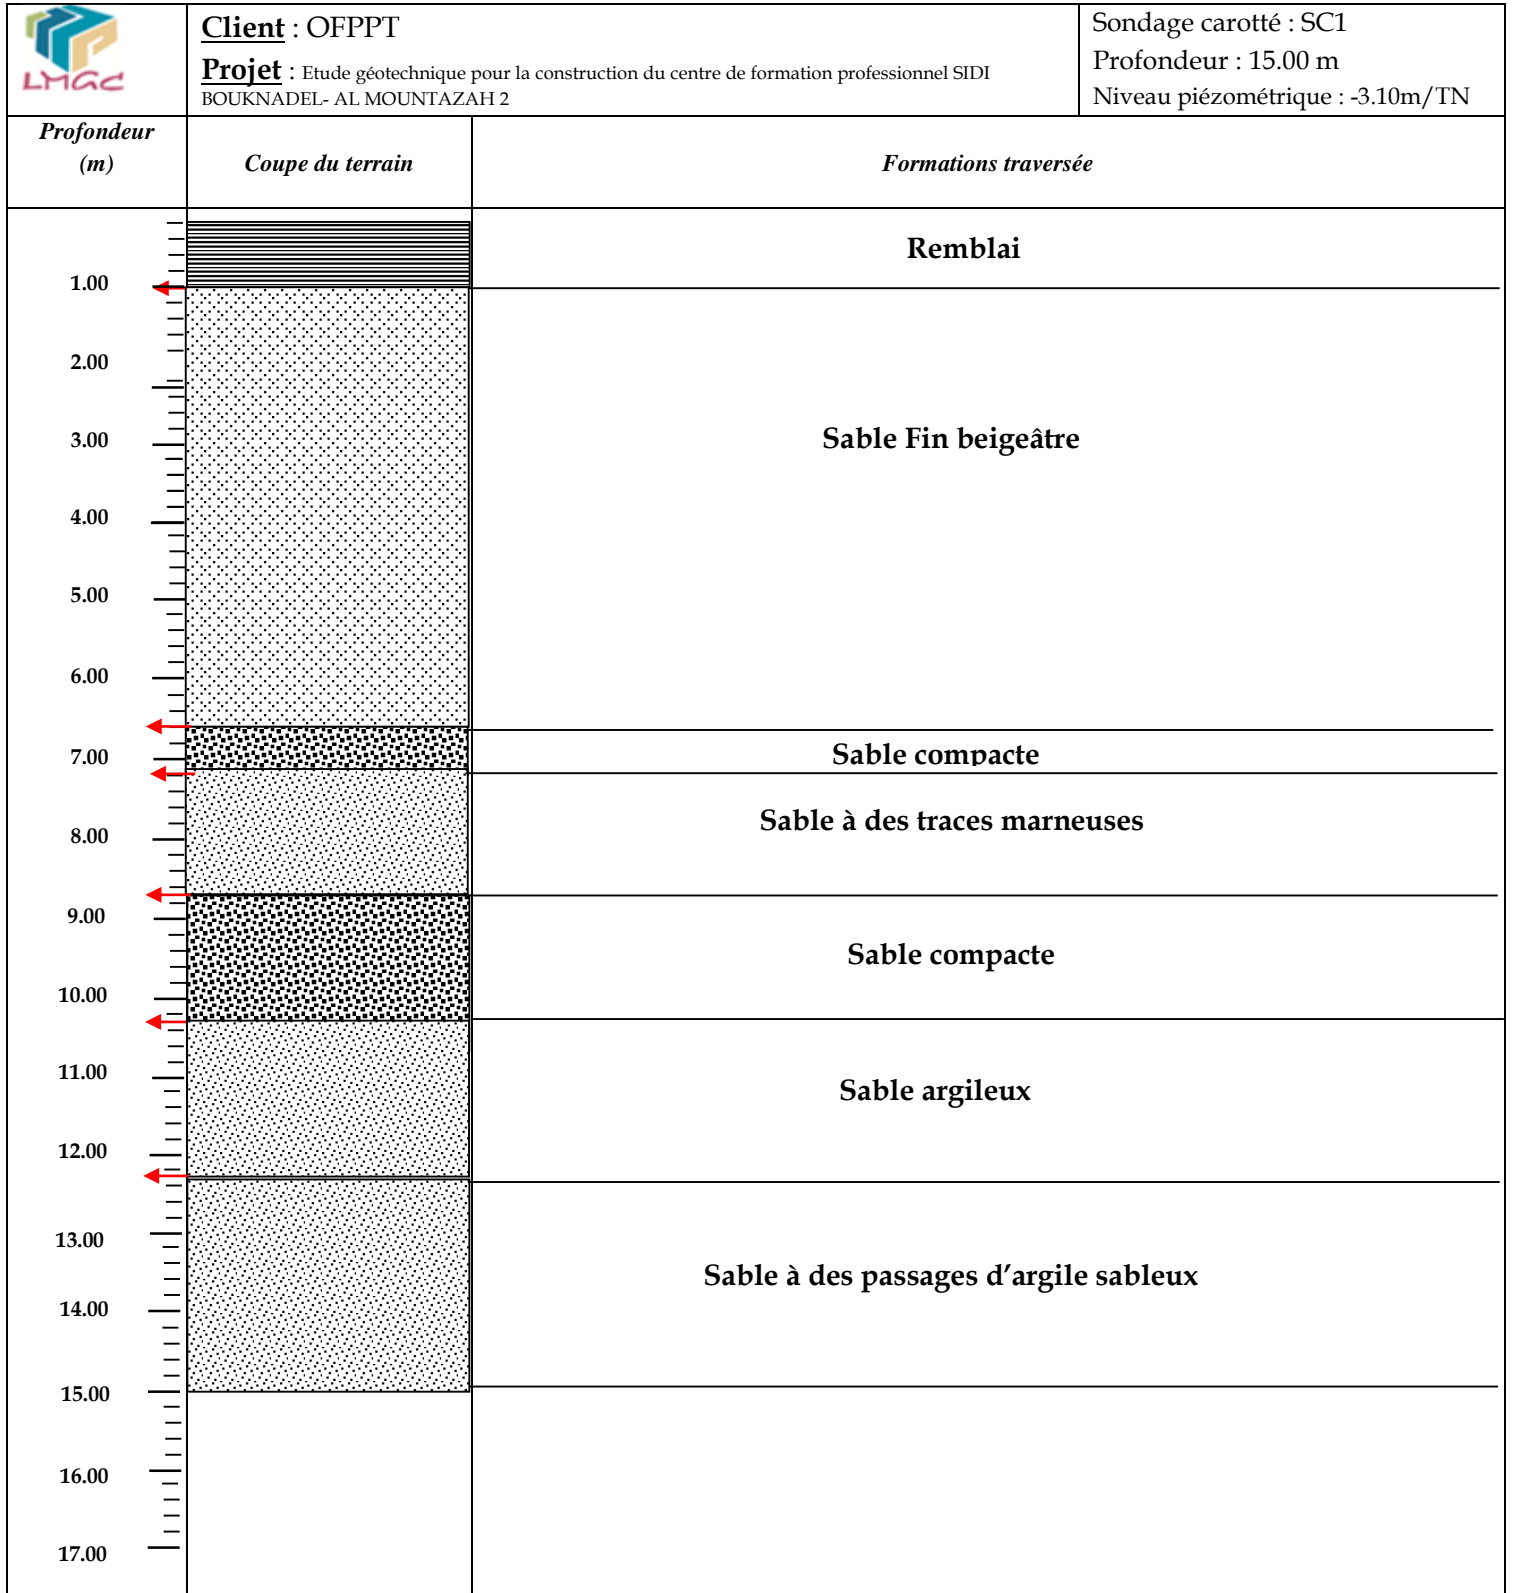 LMGC
Client : OFPPT
Projet : Etude géotechnique pour la construction du centre de formation professionnel SIDI
BOUKNADEL- AL MOUNTAZAH 2
Sondage carotté : SC1
Profondeur : 15.00 m
Niveau piézométrique : -3.10m/TN
Profondeur
(m)
Coupe du terrain
Formations traversée
Remblai
1.00
2.00
3.00
Sable Fin beigeâtre
4.00
5.00
6.00
7.00
Sable compacte
Sable à des traces marneuses
8.00
9.00
Sable compacte
10.00
11.00
Sable argileux
12.00
13.00
Sable à des passages d’argile sableux
14.00
15.00
16.00
17.00